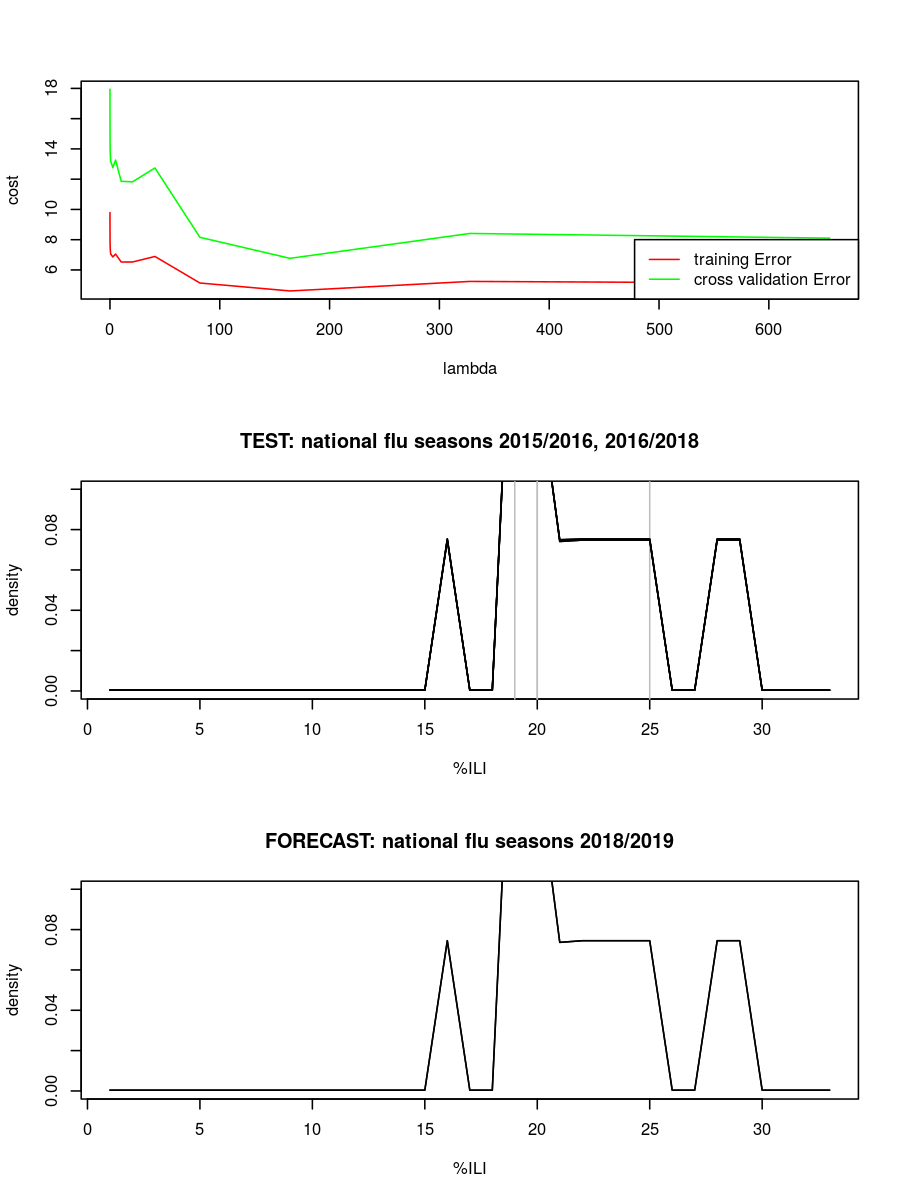 18
14
10
8
6
cost
training Error
cross validation Error
0 100 200 300 400 500 600
lambda
TEST: national flu seasons 2015/2016, 2016/2018
0.08
0.04
0.00
density
0 5 10 15 20 25 30
%ILI
FORECAST: national flu seasons 2018/2019
0.08
0.04
0.00
density
0 5 10 15 20 25 30
%ILI